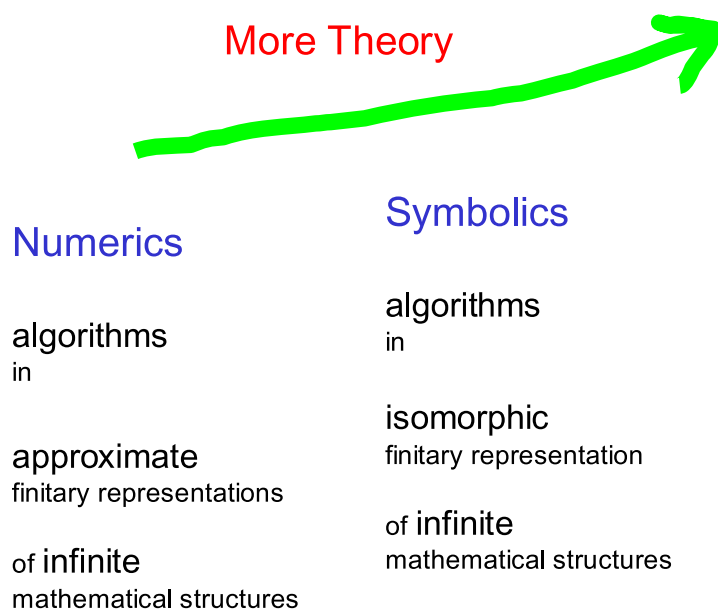 More Theory
Numerics
algorithms
in
approximate
finitary representations
of infinite
mathematical structures
Symbolics
algorithms
in
isomorphic
finitary representation
of infinite
mathematical structures